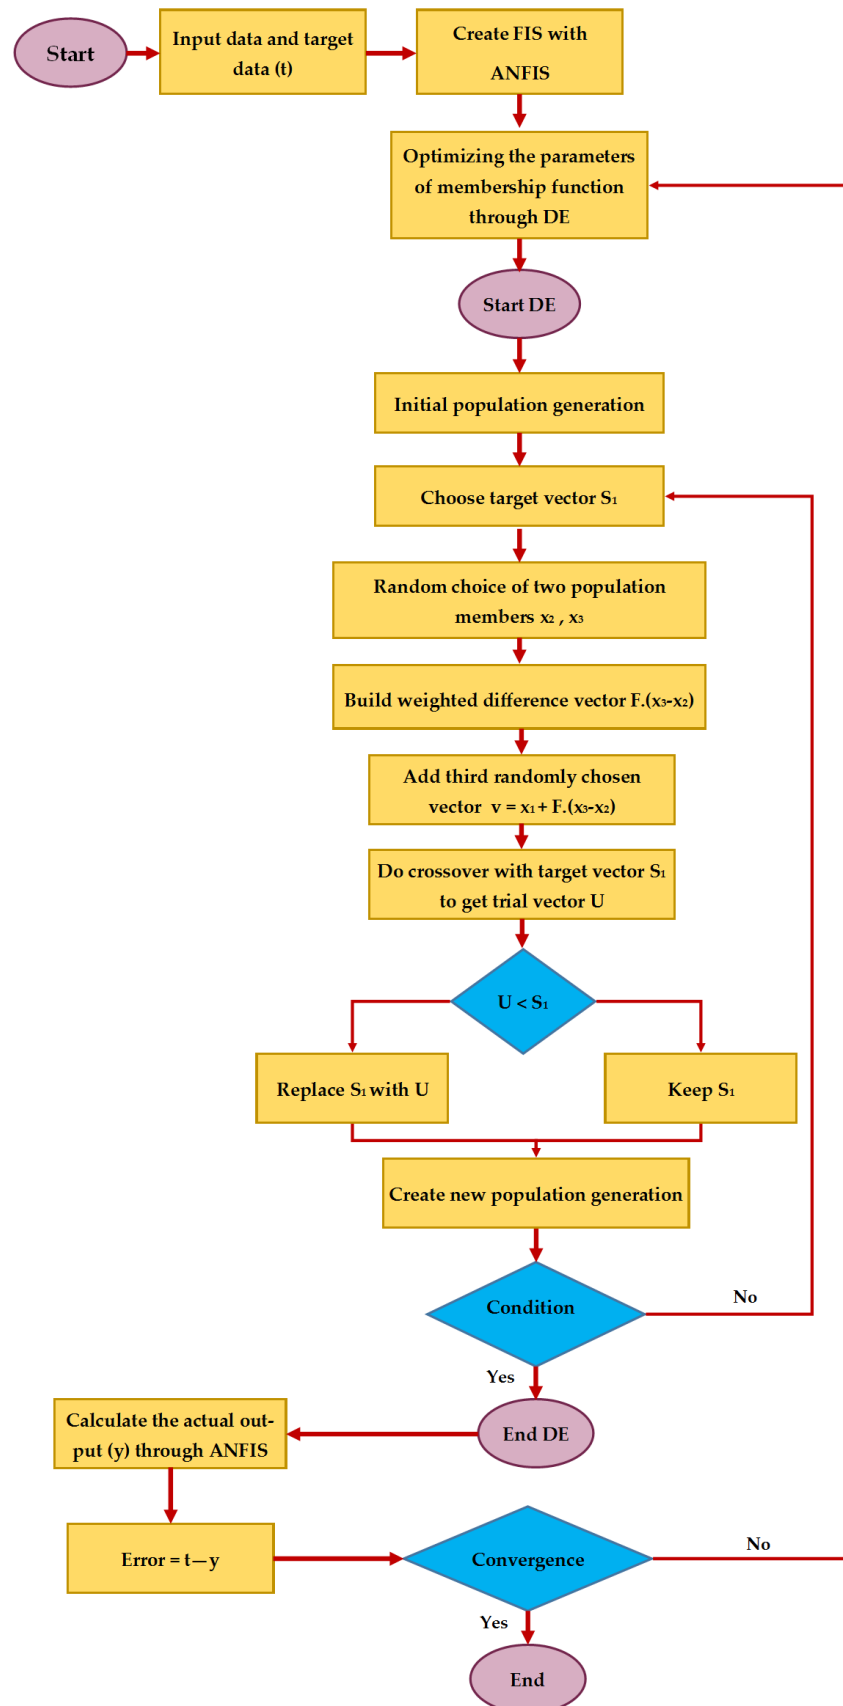 Start
Input data and target
data (t)
Create FIS with
ANFIS
Optimizing the parameters
of membership function
through DE
Start DE
Initial population generation
Choose target vector S₁
Random choice of two population
members x₂ , x₃
Build weighted difference vector F.(x₃-x₂)
Add third randomly chosen
vector v = x₁ + F.(x₃-x₂)
Do crossover with target vector S₁
to get trial vector U
U < S₁
Replace S₁ with U
Keep S₁
Create new population generation
Condition
No
Yes
End DE
Calculate the actual out-
put (y) through ANFIS
Error = t—y
Convergence
No
Yes
End